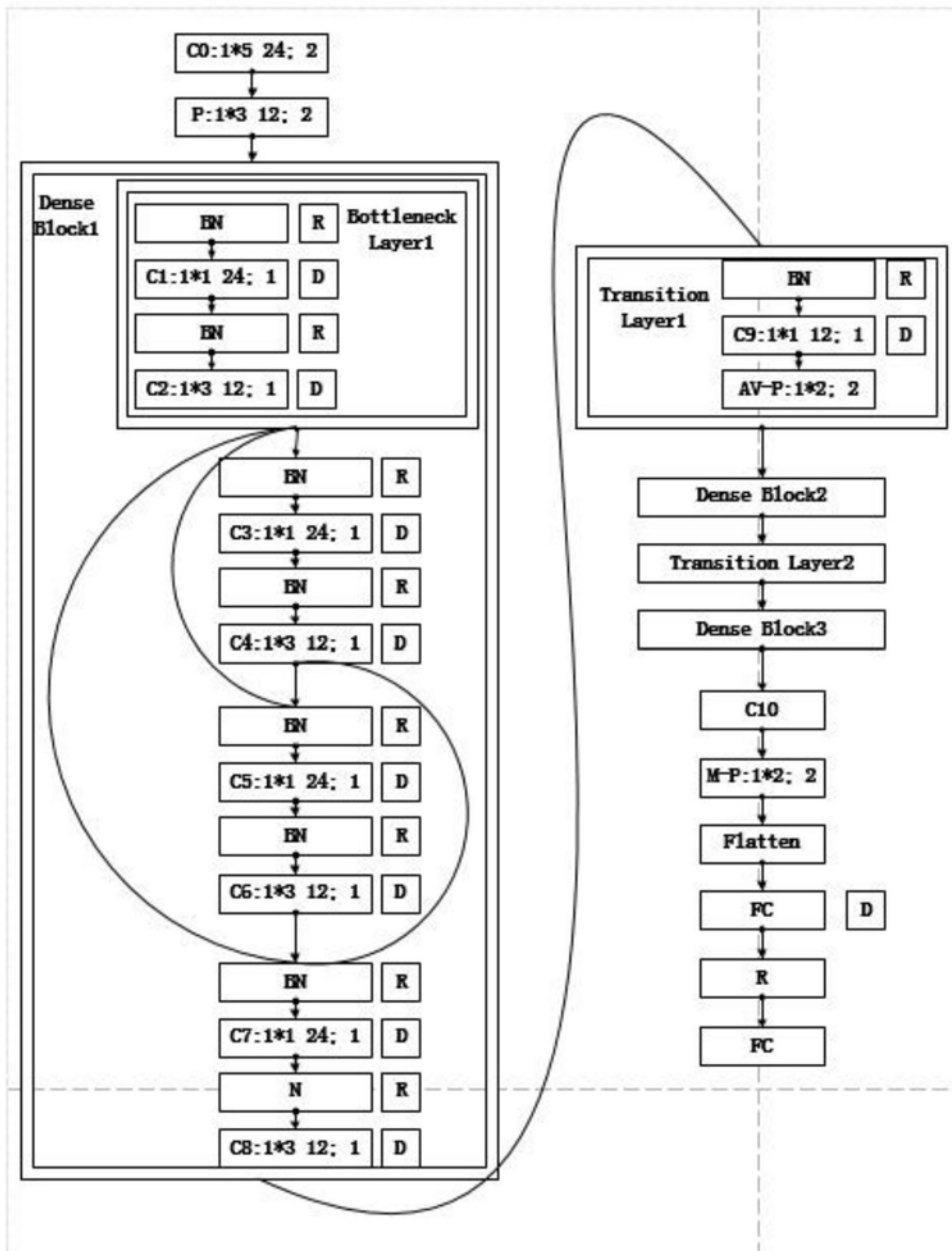 C0:1*5 24; 2
P:1*3 12; 2
Dense
Block1
Bottleneck
Layer1
BN R
C1:1*1 24; 1 D
BN R
C2:1*3 12; 1 D
BN R
C3:1*1 24; 1 D
BN R
C4:1*3 12; 1 D
BN R
C5:1*1 24; 1 D
BN R
C6:1*3 12; 1 D
BN R
C7:1*1 24; 1 D
N R
C8:1*3 12; 1 D
Transition
Layer1
BN R
C9:1*1 12; 1 D
AV-P:1*2; 2
Dense Block2
Transition Layer2
Dense Block3
C10
M-P:1*2; 2
Flatten
FC D
R
FC